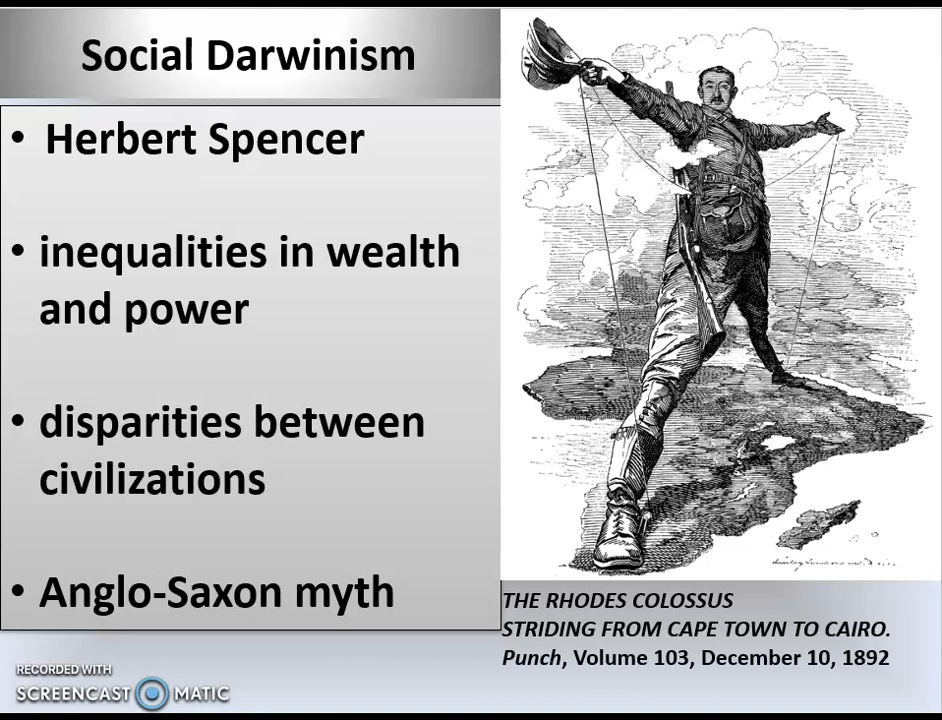 Social Darwinism
• Herbert Spencer
• inequalities in wealth
and power
• disparities between
civilizations
• Anglo-Saxon myth
THE RHODES COLOSSUS
STRIDING FROM CAPE TOWN TO CAIRO.
Punch, Volume 103, December 10, 1892
RECORDED WITH
SCREENCAST MATIC